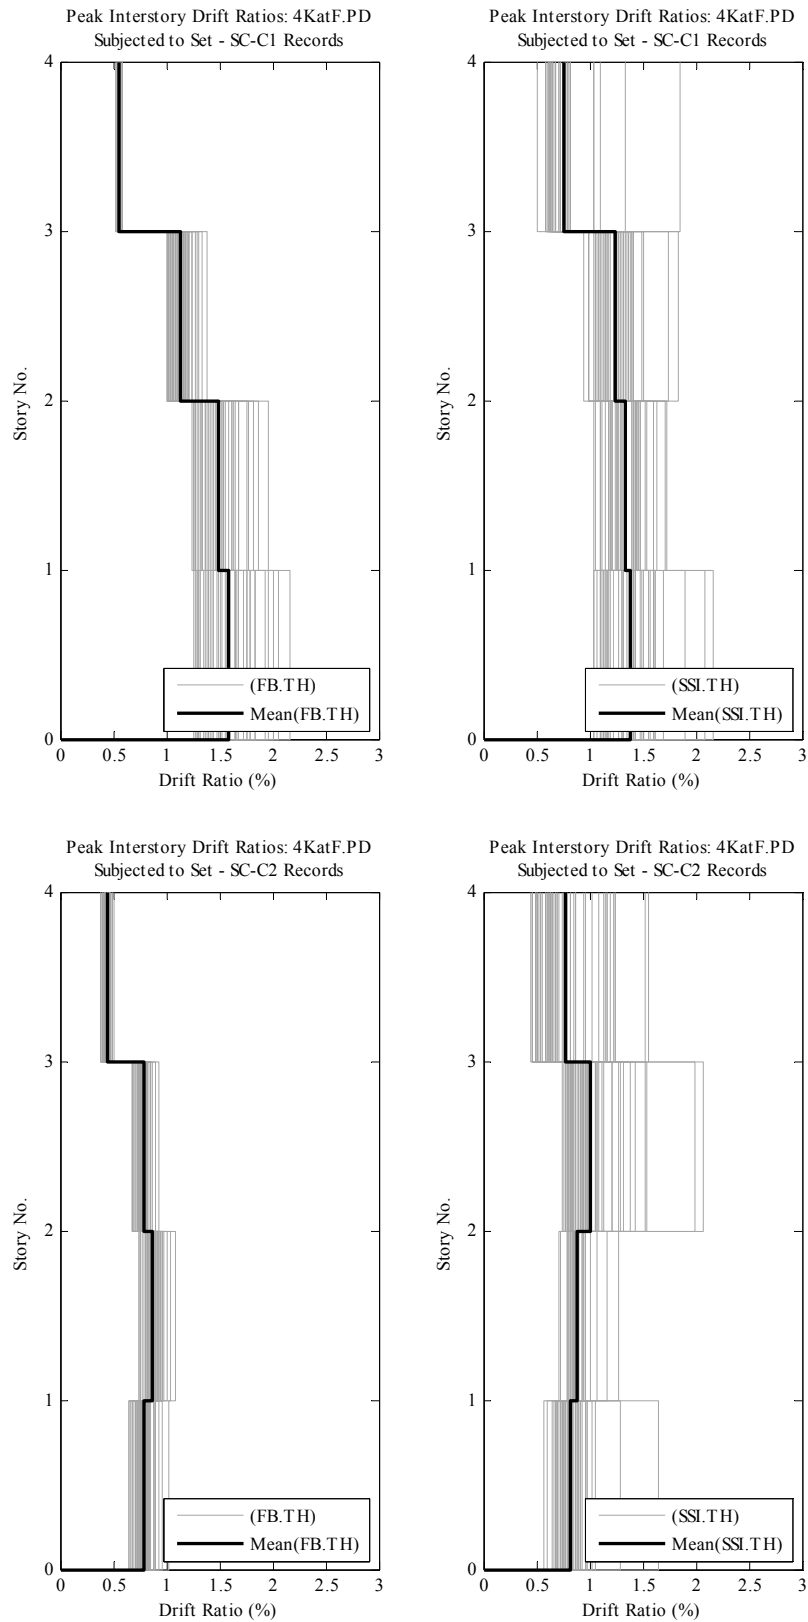 Peak Interstory Drift Ratios: 4KatF.PD
Subjected to Set - SC-C1 Records
4
3
2
1
0
Story No.
(FB.TH)
Mean(FB.TH)
0 0.5 1 1.5 2 2.5 3
Drift Ratio (%)
Peak Interstory Drift Ratios: 4KatF.PD
Subjected to Set - SC-C1 Records
4
3
2
1
0
Story No.
(SSI.TH)
Mean(SSI.TH)
0 0.5 1 1.5 2 2.5 3
Drift Ratio (%)
Peak Interstory Drift Ratios: 4KatF.PD
Subjected to Set - SC-C2 Records
4
3
2
1
0
Story No.
(FB.TH)
Mean(FB.TH)
0 0.5 1 1.5 2 2.5 3
Drift Ratio (%)
Peak Interstory Drift Ratios: 4KatF.PD
Subjected to Set - SC-C2 Records
4
3
2
1
0
Story No.
(SSI.TH)
Mean(SSI.TH)
0 0.5 1 1.5 2 2.5 3
Drift Ratio (%)